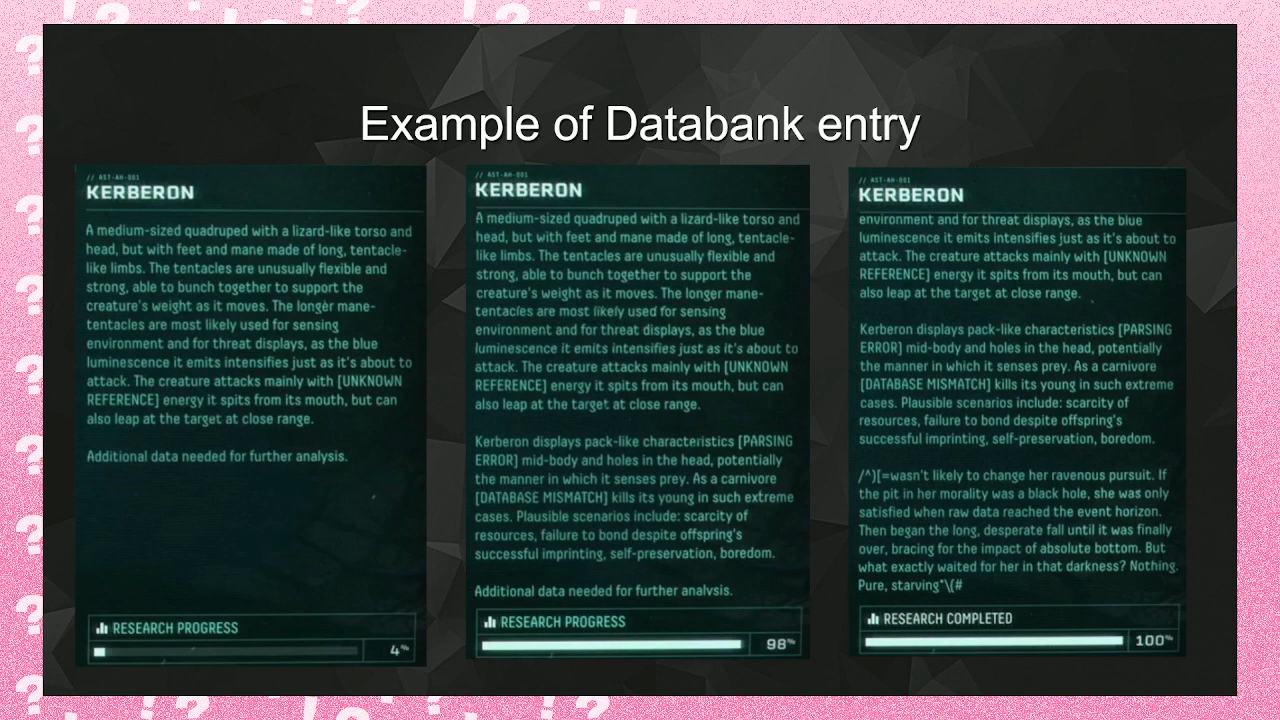 Example of Databank entry
// AST-AH-001
KERBERON
A medium-sized quadruped with a lizard-like torso and
head, but with feet and mane made of long, tentacle-
like limbs. The tentacles are unusually flexible and
strong, able to bunch together to support the
creature's weight as it moves. The longer mane-
tentacles are most likely used for sensing
environment and for threat displays, as the blue
luminescence it emits intensifies just as it's about to
attack. The creature attacks mainly with [UNKNOWN
REFERENCE] energy it spits from its mouth, but can
also leap at the target at close range.
Additional data needed for further analysis.
RESEARCH PROGRESS
4%
// AST-AH-001
KERBERON
A medium-sized quadruped with a lizard-like torso and
head, but with feet and mane made of long, tentacle-
like limbs. The tentacles are unusually flexible and
strong, able to bunch together to support the
creature's weight as it moves. The longer mane-
tentacles are most likely used for sensing
environment and for threat displays, as the blue
luminescence it emits intensifies just as it's about to
attack. The creature attacks mainly with [UNKNOWN
REFERENCE] energy it spits from its mouth, but can
also leap at the target at close range.
Kerberon displays pack-like characteristics [PARSING
ERROR] mid-body and holes in the head, potentially
the manner in which it senses prey. As a carnivore
[DATABASE MISMATCH] kills its young in such extreme
cases. Plausible scenarios include: scarcity of
resources, failure to bond despite offspring's
successful imprinting, self-preservation, boredom.
Additional data needed for further analysis.
RESEARCH PROGRESS
98%
// AST-AH-001
KERBERON
environment and for threat displays, as the blue
luminescence it emits intensifies just as it's about to
attack. The creature attacks mainly with [UNKNOWN
REFERENCE] energy it spits from its mouth, but can
also leap at the target at close range.
Kerberon displays pack-like characteristics [PARSING
ERROR] mid-body and holes in the head, potentially
the manner in which it senses prey. As a carnivore
[DATABASE MISMATCH] kills its young in such extreme
cases. Plausible scenarios include: scarcity of
resources, failure to bond despite offspring's
successful imprinting, self-preservation, boredom.
/^)[=wasn't likely to change her ravenous pursuit. If
the pit in her morality was a black hole, she was only
satisfied when raw data reached the event horizon.
Then began the long, desperate fall until it was finally
over, bracing for the impact of absolute bottom. But
what exactly waited for her in that darkness? Nothing.
Pure, starving*\{#
RESEARCH COMPLETED
100%